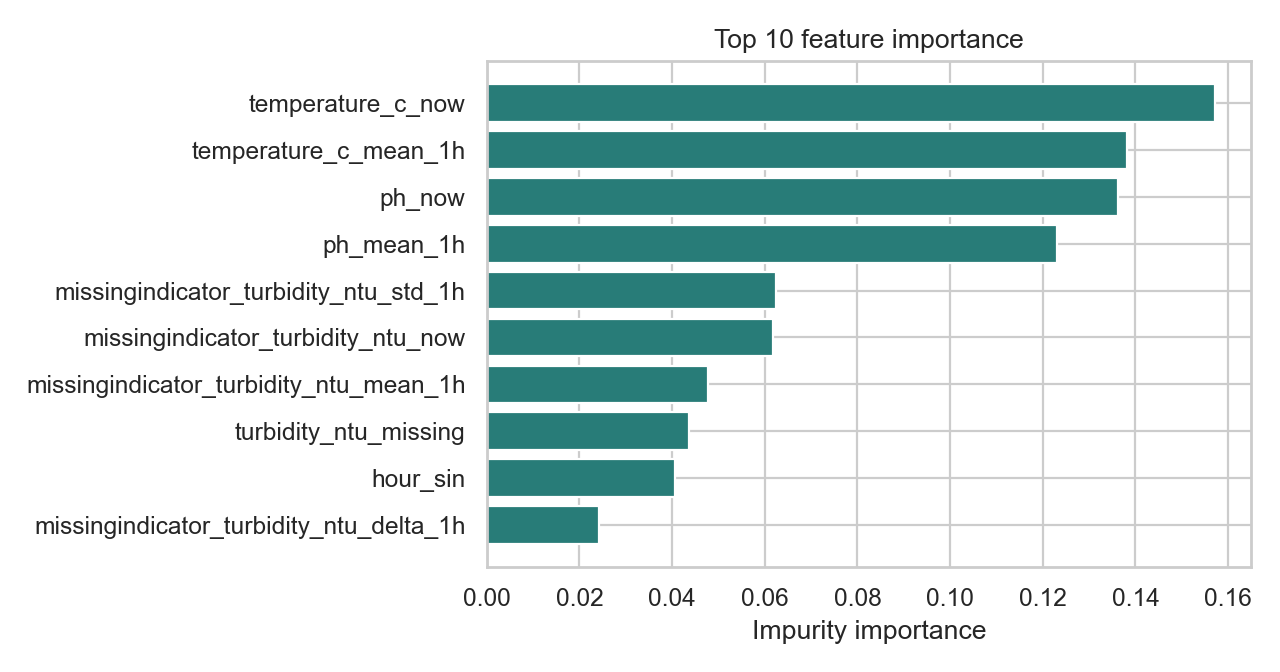 Top 10 feature importance
temperature_c_now
temperature_c_mean_1h
ph_now
ph_mean_1h
missingindicator_turbidity_ntu_std_1h
missingindicator_turbidity_ntu_now
missingindicator_turbidity_ntu_mean_1h
turbidity_ntu_missing
hour_sin
missingindicator_turbidity_ntu_delta_1h
0.00 0.02 0.04 0.06 0.08 0.10 0.12 0.14 0.16
Impurity importance